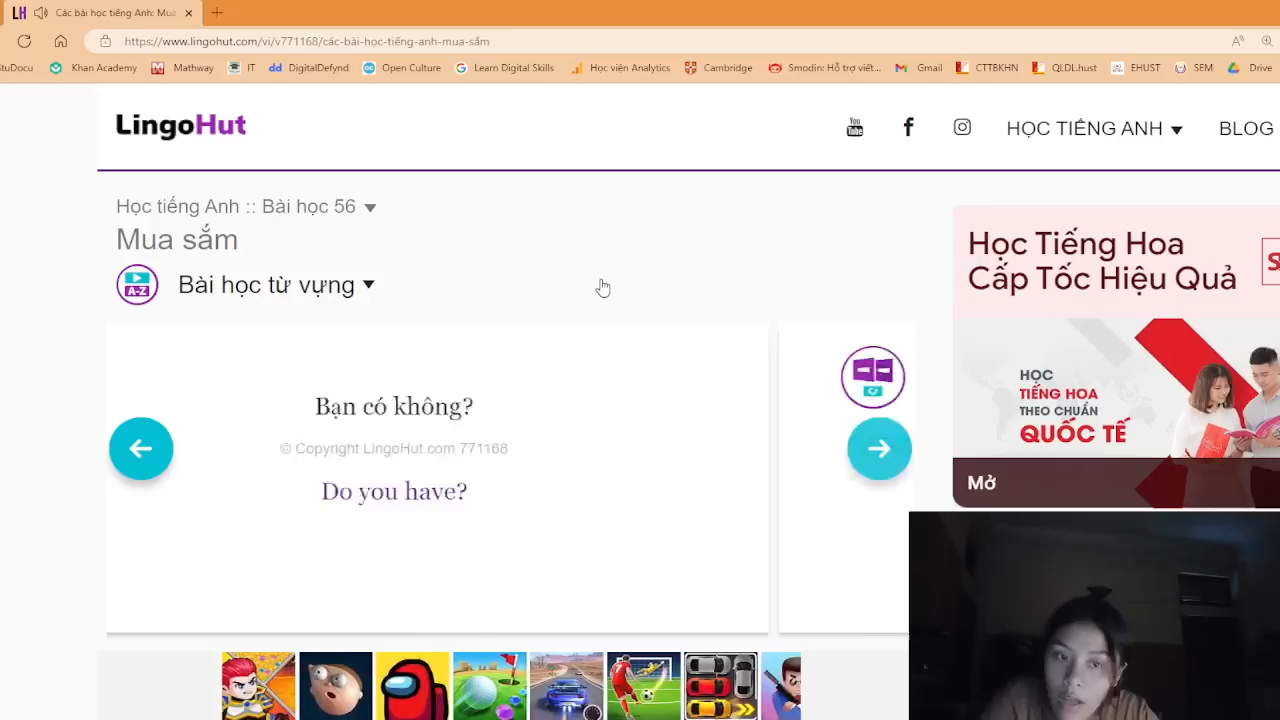 LH Các bài học tiếng Anh: Mua
https://www.lingohut.com/vi/v771168/các-bài-học-tiếng-anh-mua-sắm
StuDocu Khan Academy Mathway IT DigitalDefynd Open Culture Learn Digital Skills Học viện Analytics Cambridge Smodin: Hỗ trợ viết... Gmail CTTBKHN QLDL.hust EHUST SEM Drive
LingoHut
You Tube HỌC TIẾNG ANH BLOG
Học tiếng Anh :: Bài học 56
Mua sắm
A-Z Bài học từ vựng
Bạn có không?
© Copyright LingoHut.com 771168
Do you have?
Học Tiếng Hoa
Cấp Tốc Hiệu Quả
HỌC
TIẾNG HOA
THEO CHUẨN
QUỐC TẾ
Mở